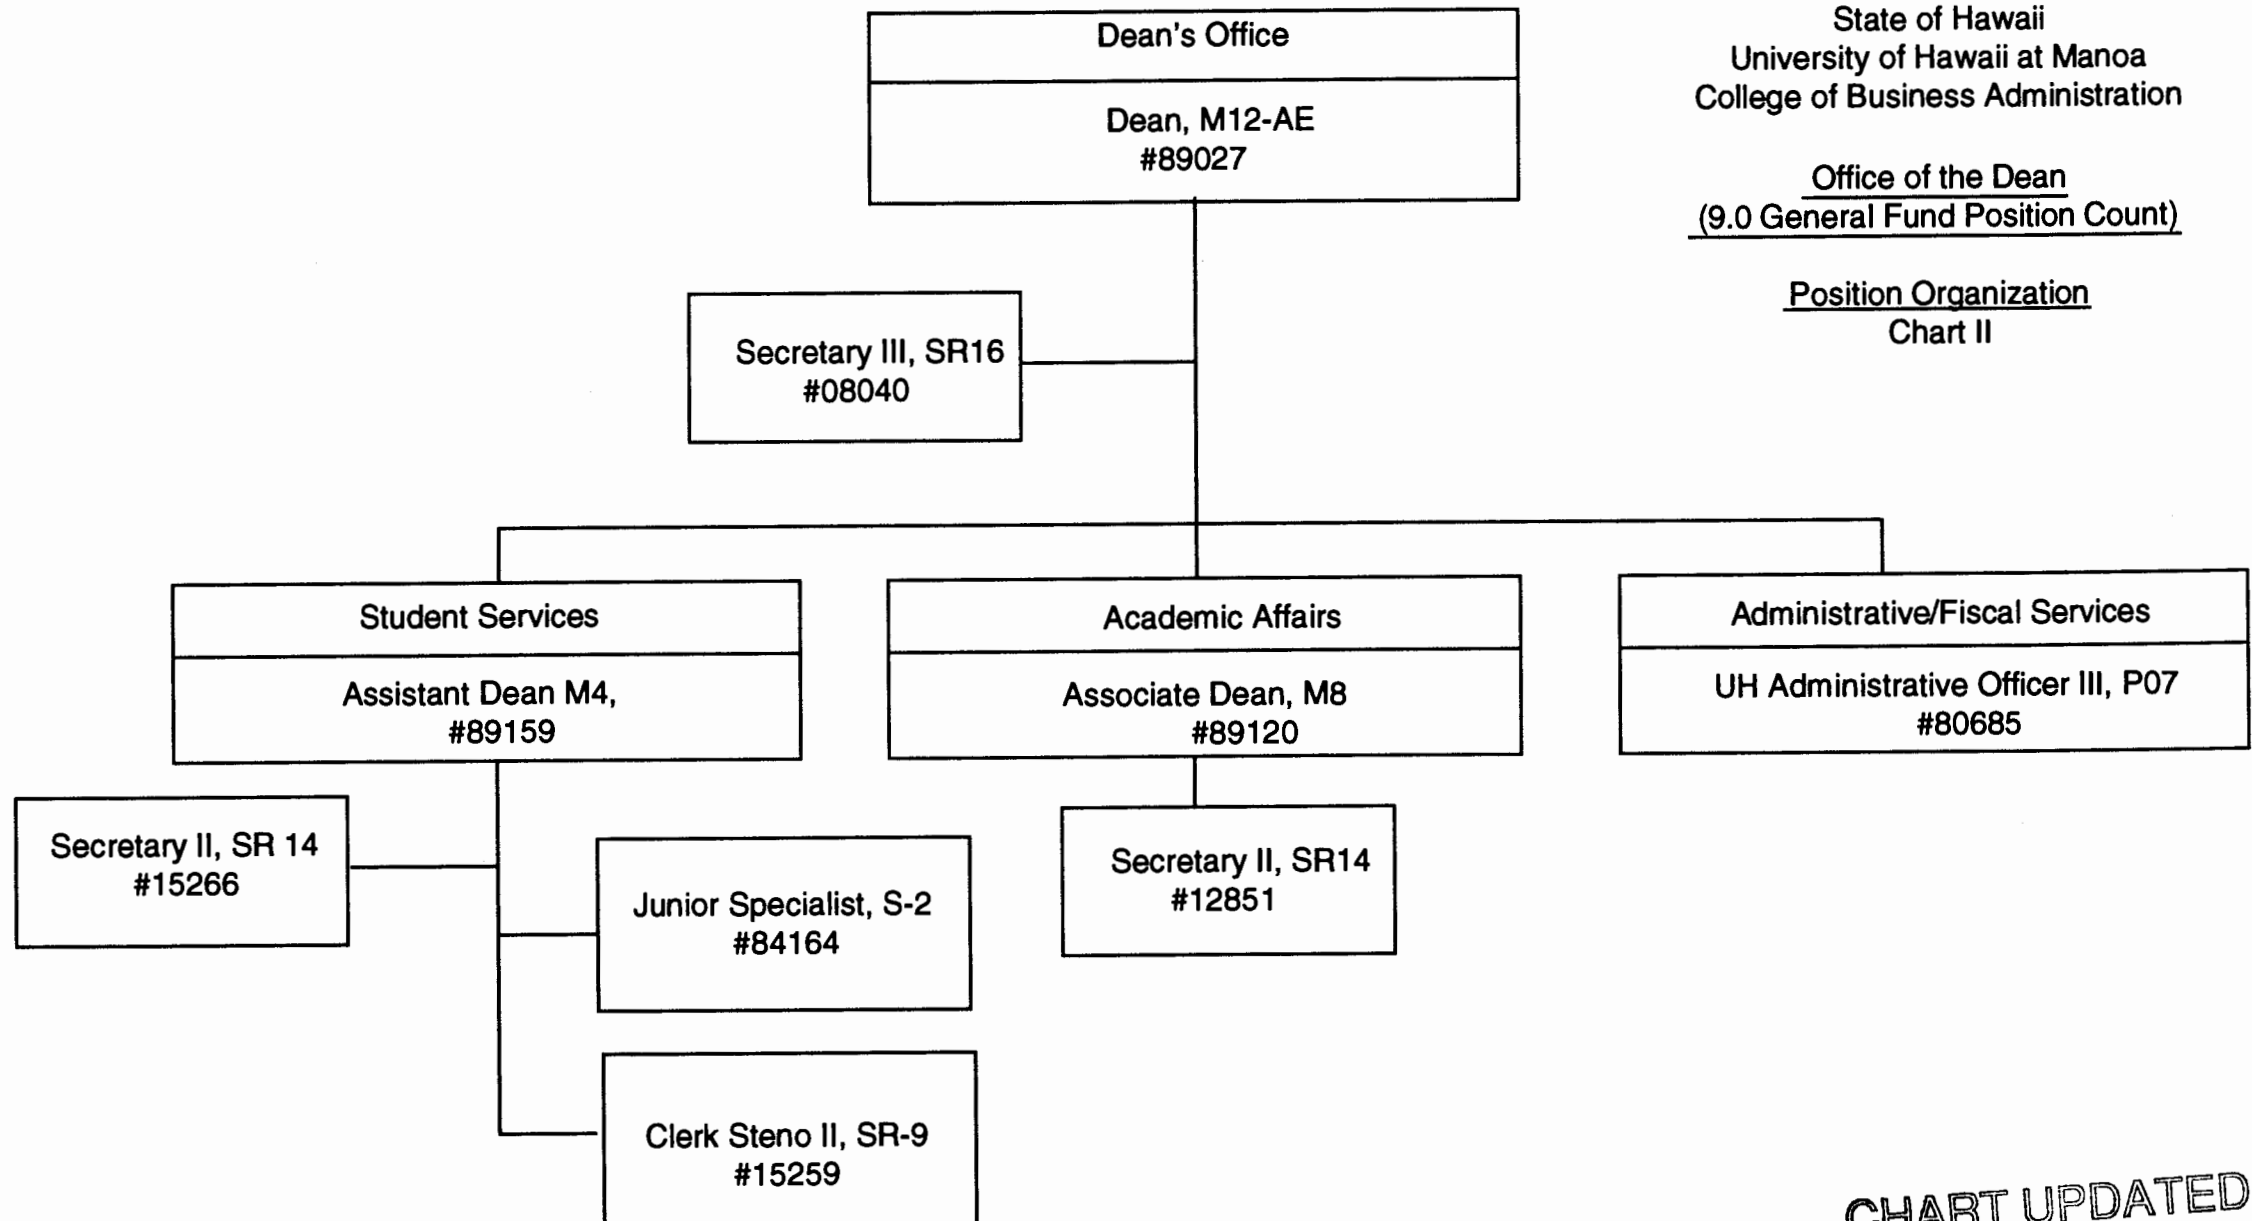 Dean's Office
Dean, M12-AE
#89027
State of Hawaii
University of Hawaii at Manoa
College of Business Administration
Office of the Dean
(9.0 General Fund Position Count)
Position Organization
Chart II
Secretary III, SR16
#08040
Student Services
Assistant Dean M4,
#89159
Academic Affairs
Associate Dean, M8
#89120
Administrative/Fiscal Services
UH Administrative Officer III, P07
#80685
Secretary II, SR 14
#15266
Junior Specialist, S-2
#84164
Clerk Steno II, SR-9
#15259
Secretary II, SR14
#12851
CHART UPDATED